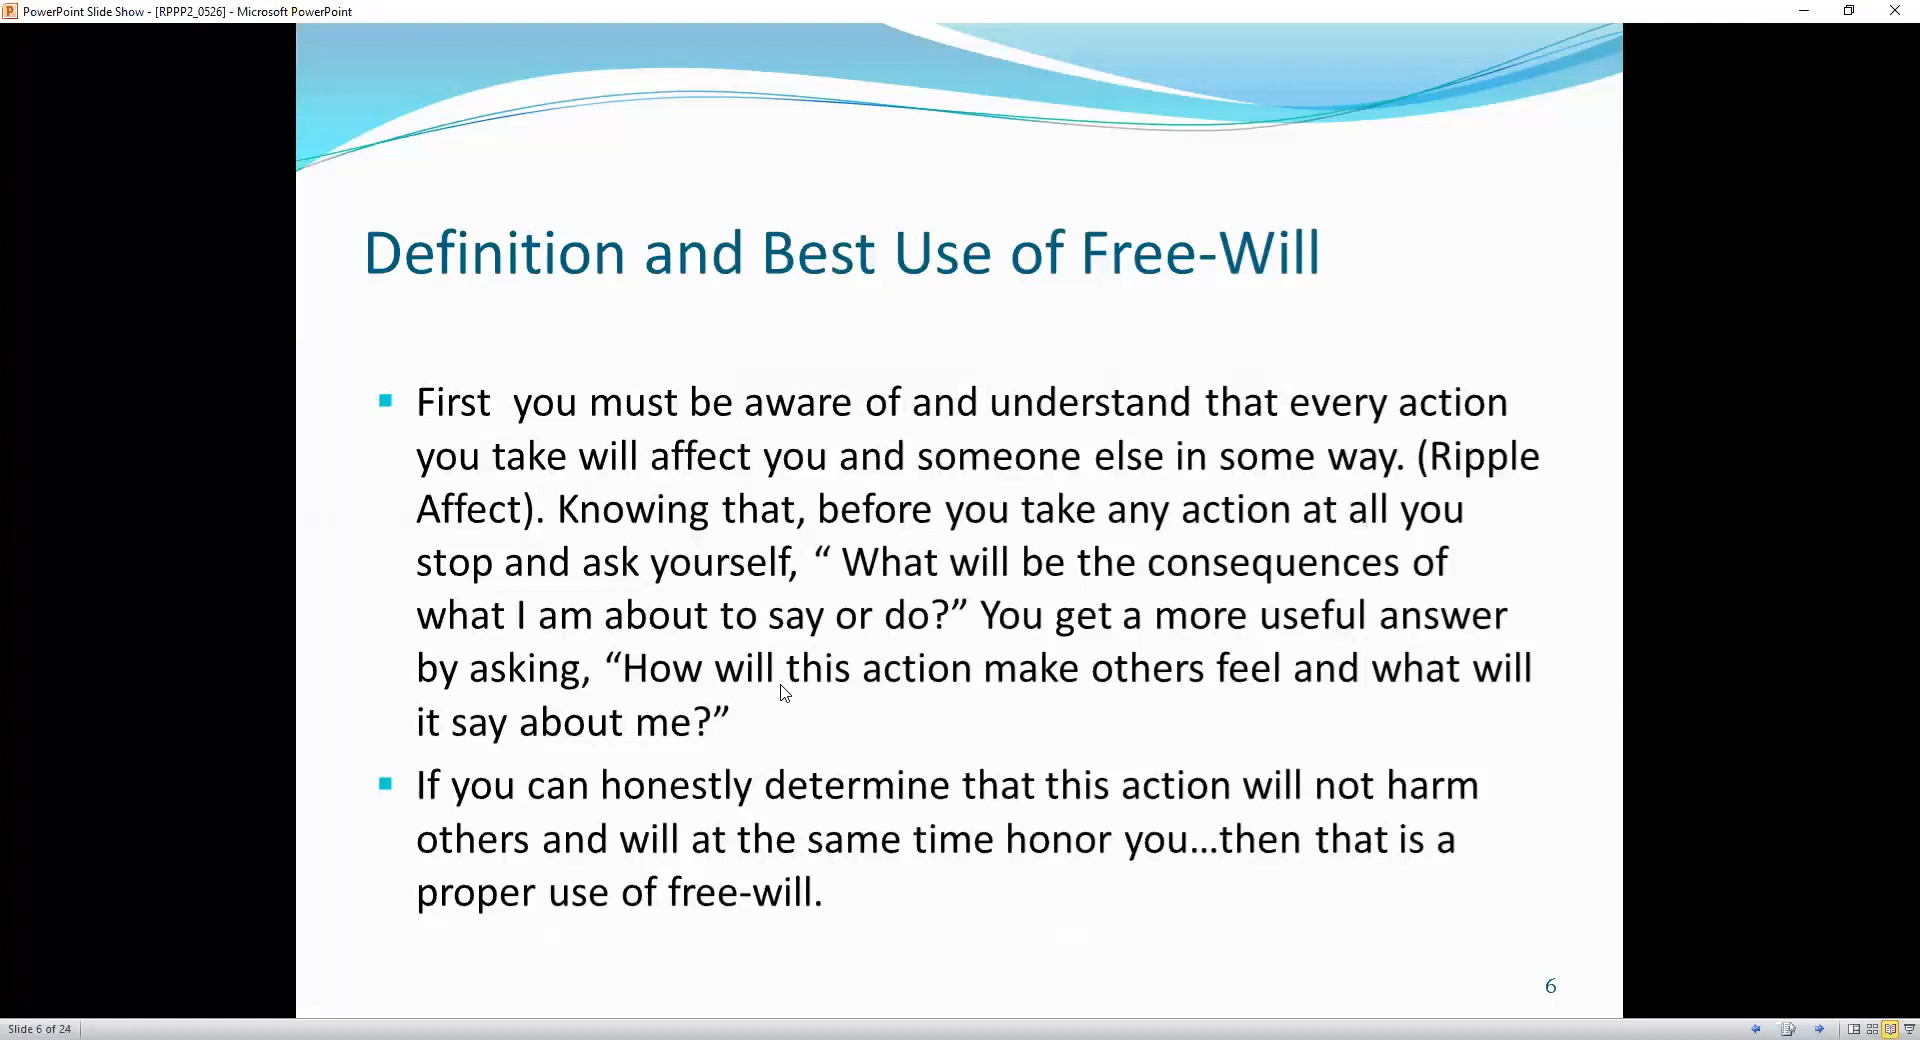 PowerPoint Slide Show - [RPPP2_0526] - Microsoft PowerPoint
Definition and Best Use of Free-Will
First  you must be aware of and understand that every action
you take will affect you and someone else in some way. (Ripple
Affect). Knowing that, before you take any action at all you
stop and ask yourself, “ What will be the consequences of
what I am about to say or do?” You get a more useful answer
by asking, “How will this action make others feel and what will
it say about me?”
If you can honestly determine that this action will not harm
others and will at the same time honor you...then that is a
proper use of free-will.
6
Slide 6 of 24